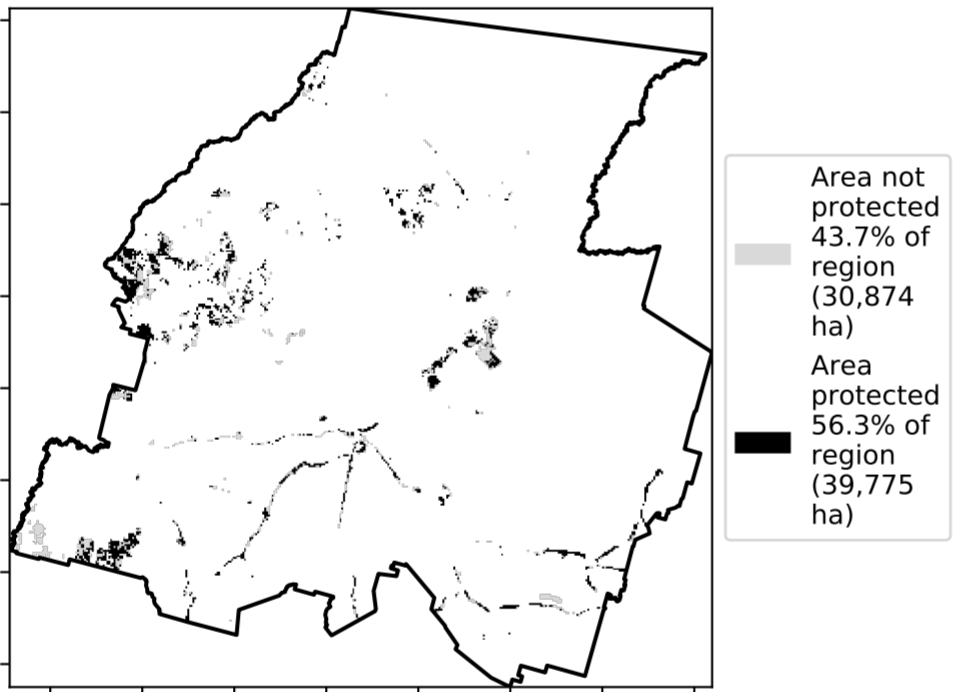 Area not
protected
43.7% of
region
(30,874
ha)
Area
protected
56.3% of
region
(39,775
ha)